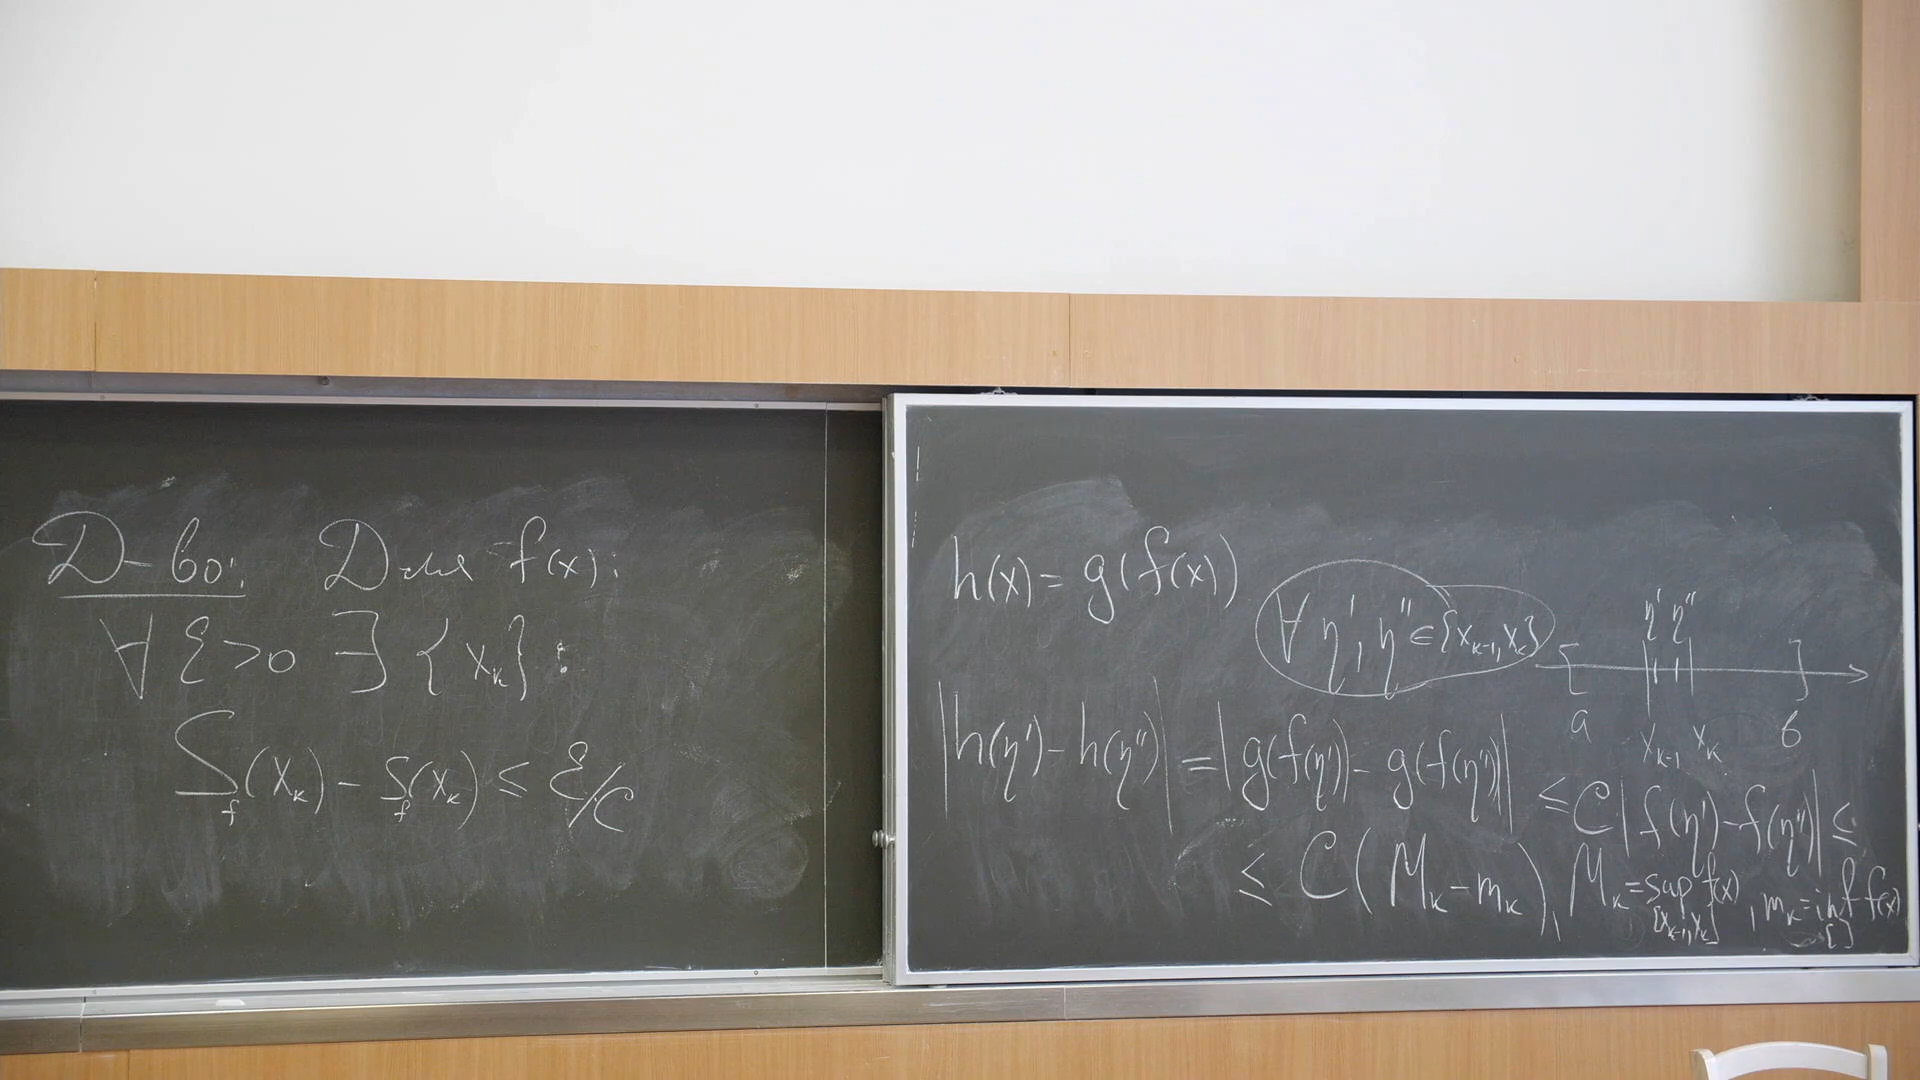 Д-во: Для f(x):
∀ ε>0 ∃ {x_k}:
S_f(x_k) - s_f(x_k) ≤ ε/C
h(x) = g(f(x))
∀ η', η'' ∈ [x_{k-1}, x_k]
η' η''
[ ]
a x_{k-1} x_k b
|h(η') - h(η'')| = |g(f(η')) - g(f(η''))| ≤ C|f(η') - f(η'')| ≤
≤ C(M_k - m_k), M_k = sup f(x), m_k = inf f(x)
[x_{k-1}, x_k] [ ]